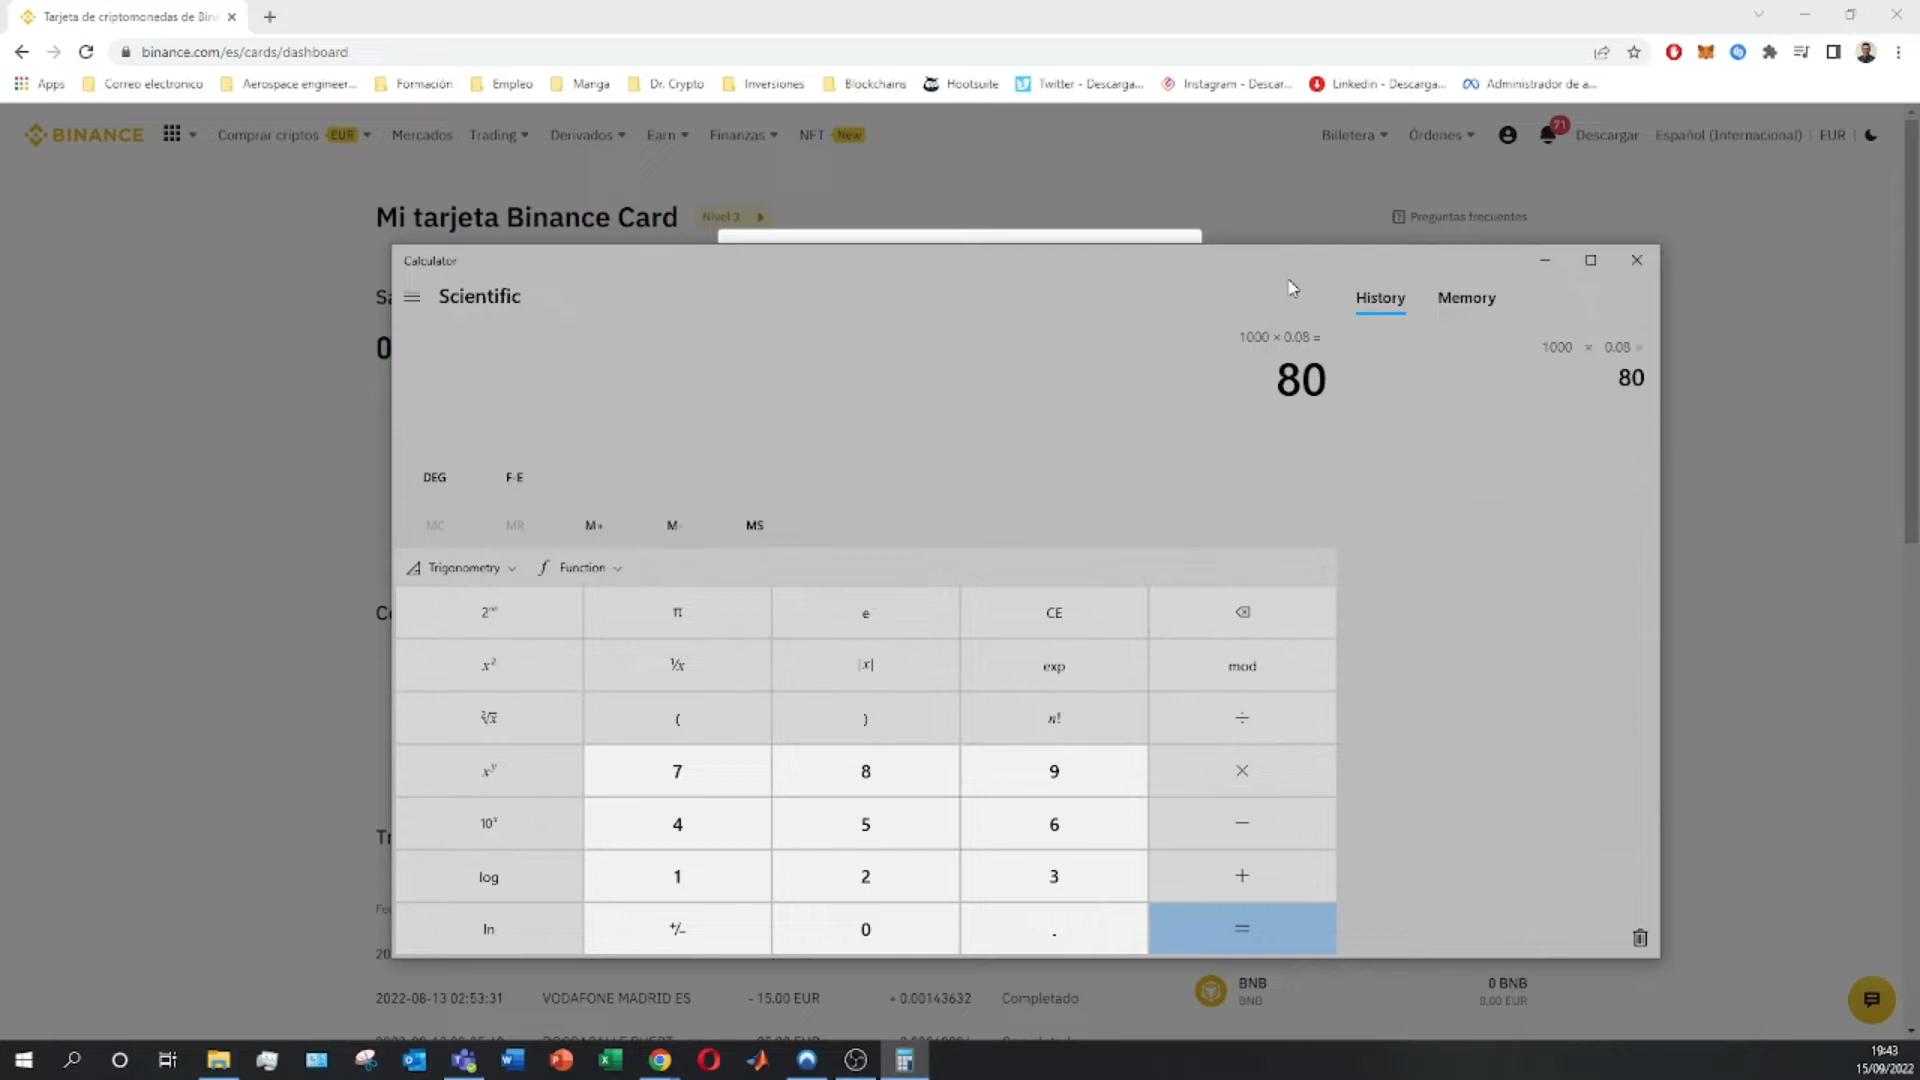 Tarjeta de criptomonedas de Bin
binance.com/es/cards/dashboard
Apps Correo electronico Aerospace engineer... Formación Empleo Manga Dr. Crypto Inversiones Blockchains Hootsuite Twitter - Descarga... Instagram - Descar... Linkedin - Descarga... Administrador de a...
BINANCE Comprar criptos EUR Mercados Trading Derivados Earn Finanzas NFT New Billetera Órdenes 71 Descargar Español (Internacional) | EUR |
Mi tarjeta Binance Card Nivel 3 Preguntas frecuentes
Calculator
Scientific History Memory
1000 × 0.08 =
80
1000 × 0.08 =
80
DEG F-E
MC MR M+ M- MS
Trigonometry Function
2ⁿᵈ π e CE
x² ¹/x |x| exp mod
²√x ( ) n! ÷
xʸ 7 8 9 ×
10ˣ 4 5 6 −
log 1 2 3 +
ln +/− 0 . =
2022-08-13 02:53:31 VODAFONE MADRID ES - 15.00 EUR + 0.00143632 Completado
BNB 0 BNB
BNB 0,00 EUR
19:43
15/09/2022